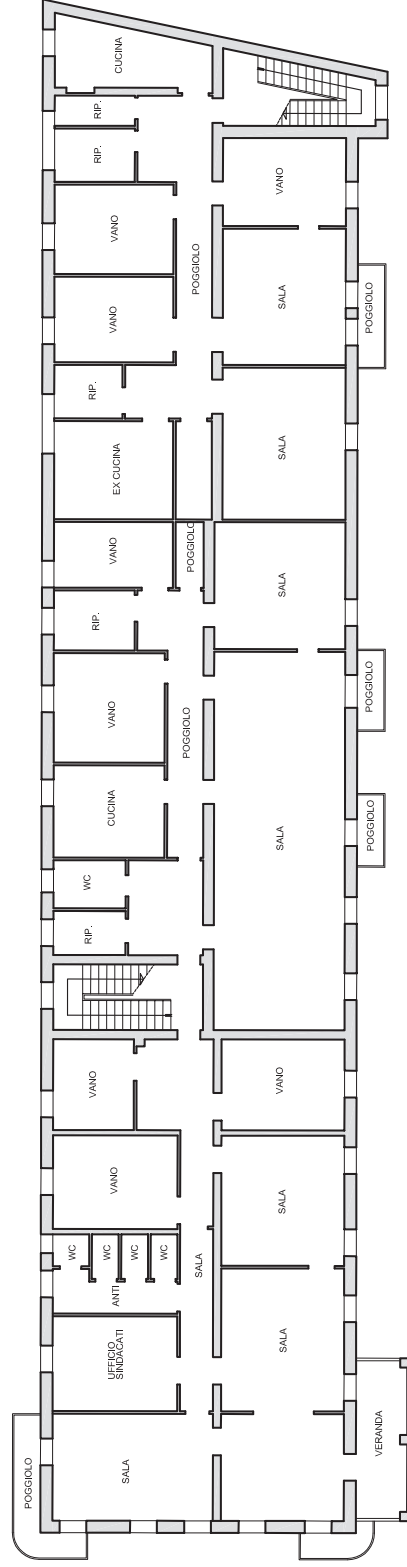 CUCINA
RIP.
RIP.
VANO
VANO
POGGIOLO
SALA
POGGIOLO
VANO
RIP.
SALA
EX CUCINA
VANO
POGGIOLO
SALA
RIP.
VANO
POGGIOLO
POGGIOLO
CUCINA
SALA
POGGIOLO
WC
RIP.
VANO
VANO
VANO
SALA
WC
WC
WC
WC
SALA
ANTI
SALA
UFFICIO
SINDACATI
POGGIOLO
SALA
VERANDA